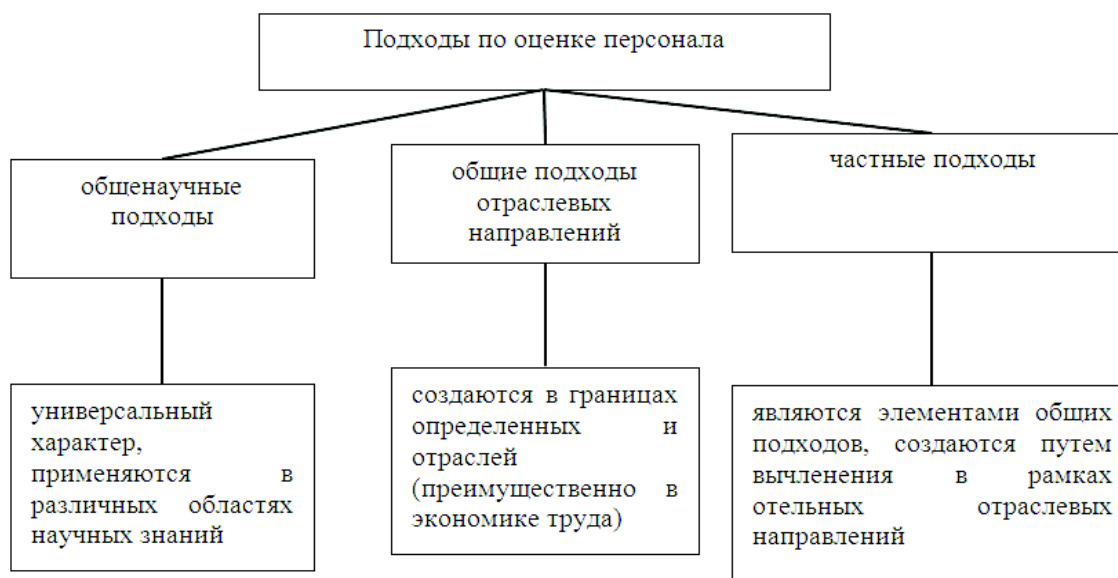 Подходы по оценке персонала
общенаучные
подходы
общие подходы
отраслевых
направлений
частные подходы
универсальный
характер,
применяются в
различных областях
научных знаний
создаются в границах
определенных и
отраслей
(преимущественно в
экономике труда)
являются элементами общих
подходов, создаются путем
вычленения в рамках
отельных отраслевых
направлений